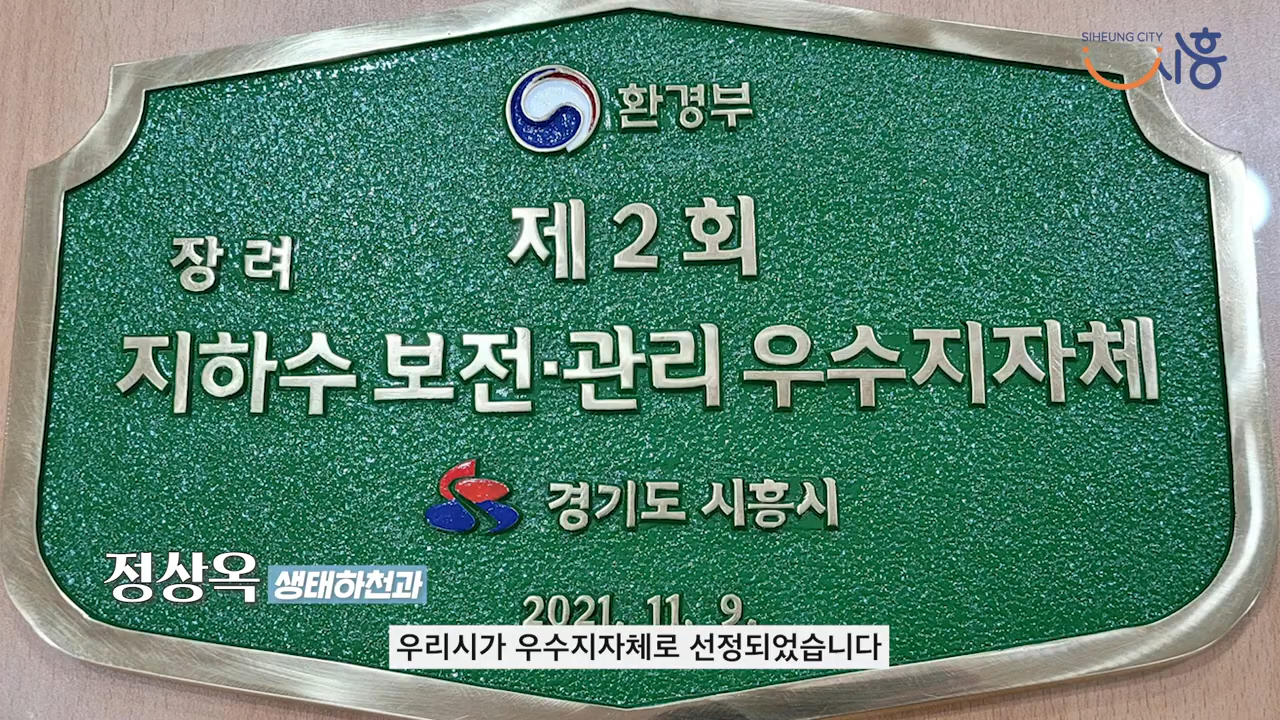 SIHEUNG CITY
시흥
환경부
제2회
장려
지하수 보전·관리 우수지자체
경기도 시흥시
2021. 11. 9.
정상옥 생태하천과
우리시가 우수지자체로 선정되었습니다